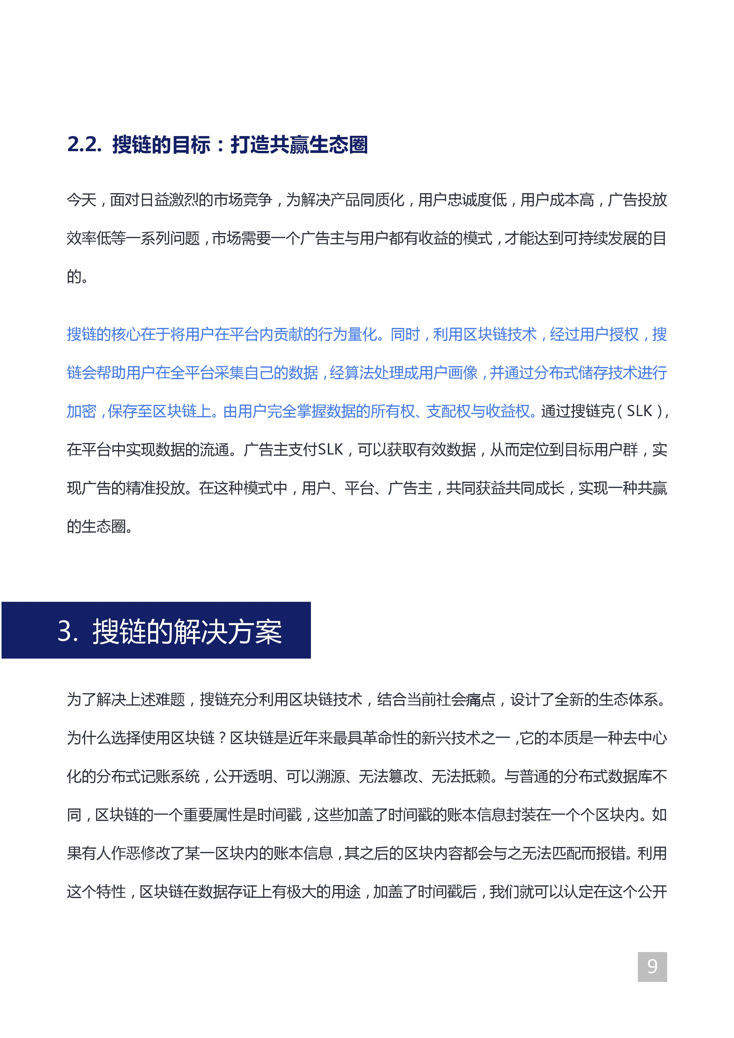 2.2. 搜链的目标：打造共赢生态圈
今天，面对日益激烈的市场竞争，为解决产品同质化，用户忠诚度低，用户成本高，广告投放
效率低等一系列问题，市场需要一个广告主与用户都有收益的模式，才能达到可持续发展的目
的。
搜链的核心在于将用户在平台内贡献的行为量化。同时，利用区块链技术，经过用户授权，搜
链会帮助用户在全平台采集自己的数据，经算法处理成用户画像，并通过分布式储存技术进行
加密，保存至区块链上。由用户完全掌握数据的所有权、支配权与收益权。通过搜链克（SLK），
在平台中实现数据的流通。广告主支付SLK，可以获取有效数据，从而定位到目标用户群，实
现广告的精准投放。在这种模式中，用户、平台、广告主，共同获益共同成长，实现一种共赢
的生态圈。
3. 搜链的解决方案
为了解决上述难题，搜链充分利用区块链技术，结合当前社会痛点，设计了全新的生态体系。
为什么选择使用区块链？区块链是近年来最具革命性的新兴技术之一，它的本质是一种去中心
化的分布式记账系统，公开透明、可以溯源、无法篡改、无法抵赖。与普通的分布式数据库不
同，区块链的一个重要属性是时间戳，这些加盖了时间戳的账本信息封装在一个个区块内。如
果有人作恶修改了某一区块内的账本信息，其之后的区块内容都会与之无法匹配而报错。利用
这个特性，区块链在数据存证上有极大的用途，加盖了时间戳后，我们就可以认定在这个公开
9